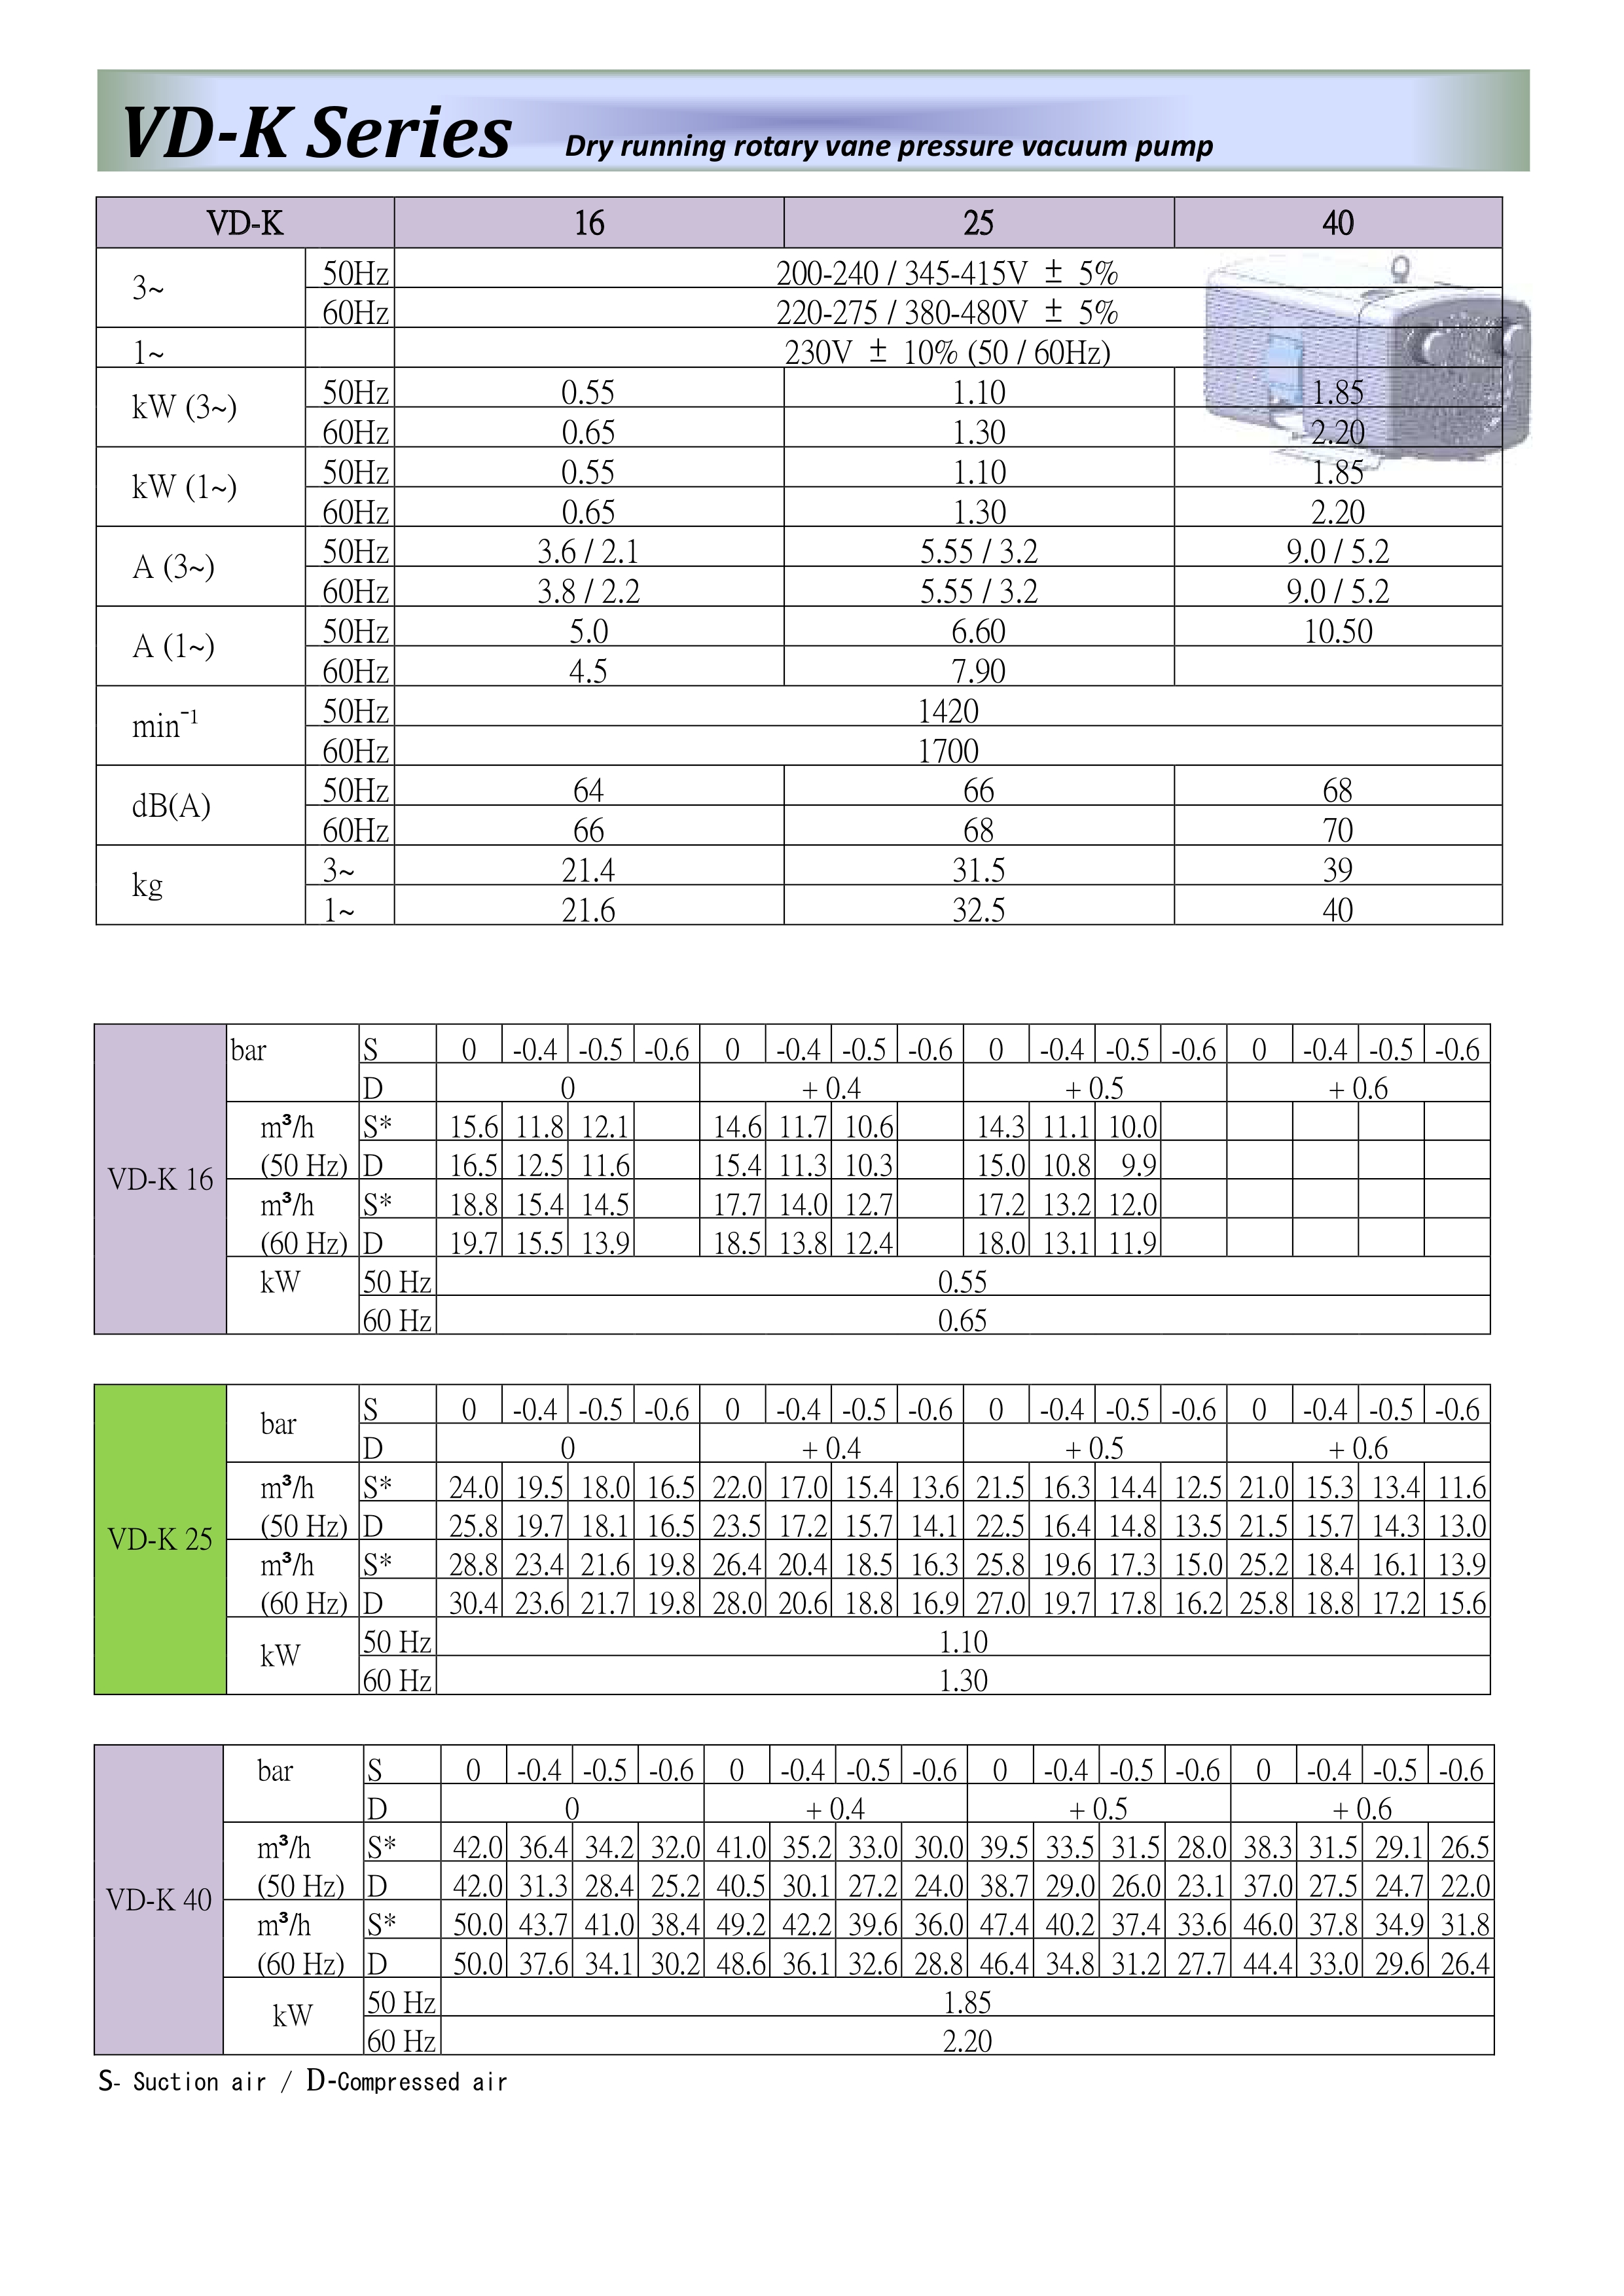 VD-K Series Dry running rotary vane pressure vacuum pump
VD-K 16 25 40
3~ 50Hz 200-240 / 345-415V ± 5%
60Hz 220-275 / 380-480V ± 5%
1~ 230V ± 10% (50 / 60Hz)
kW (3~) 50Hz 0.55 1.10 1.85
60Hz 0.65 1.30 2.20
kW (1~) 50Hz 0.55 1.10 1.85
60Hz 0.65 1.30 2.20
A (3~) 50Hz 3.6 / 2.1 5.55 / 3.2 9.0 / 5.2
60Hz 3.8 / 2.2 5.55 / 3.2 9.0 / 5.2
A (1~) 50Hz 5.0 6.60 10.50
60Hz 4.5 7.90
min⁻¹ 50Hz 1420
60Hz 1700
dB(A) 50Hz 64 66 68
60Hz 66 68 70
kg 3~ 21.4 31.5 39
1~ 21.6 32.5 40
VD-K 16
bar S 0 -0.4 -0.5 -0.6 0 -0.4 -0.5 -0.6 0 -0.4 -0.5 -0.6 0 -0.4 -0.5 -0.6
D 0 + 0.4 + 0.5 + 0.6
m³/h S* 15.6 11.8 12.1 14.6 11.7 10.6 14.3 11.1 10.0
(50 Hz) D 16.5 12.5 11.6 15.4 11.3 10.3 15.0 10.8 9.9
m³/h S* 18.8 15.4 14.5 17.7 14.0 12.7 17.2 13.2 12.0
(60 Hz) D 19.7 15.5 13.9 18.5 13.8 12.4 18.0 13.1 11.9
kW 50 Hz 0.55
60 Hz 0.65
VD-K 25
bar S 0 -0.4 -0.5 -0.6 0 -0.4 -0.5 -0.6 0 -0.4 -0.5 -0.6 0 -0.4 -0.5 -0.6
D 0 + 0.4 + 0.5 + 0.6
m³/h S* 24.0 19.5 18.0 16.5 22.0 17.0 15.4 13.6 21.5 16.3 14.4 12.5 21.0 15.3 13.4 11.6
(50 Hz) D 25.8 19.7 18.1 16.5 23.5 17.2 15.7 14.1 22.5 16.4 14.8 13.5 21.5 15.7 14.3 13.0
m³/h S* 28.8 23.4 21.6 19.8 26.4 20.4 18.5 16.3 25.8 19.6 17.3 15.0 25.2 18.4 16.1 13.9
(60 Hz) D 30.4 23.6 21.7 19.8 28.0 20.6 18.8 16.9 27.0 19.7 17.8 16.2 25.8 18.8 17.2 15.6
kW 50 Hz 1.10
60 Hz 1.30
VD-K 40
bar S 0 -0.4 -0.5 -0.6 0 -0.4 -0.5 -0.6 0 -0.4 -0.5 -0.6 0 -0.4 -0.5 -0.6
D 0 + 0.4 + 0.5 + 0.6
m³/h S* 42.0 36.4 34.2 32.0 41.0 35.2 33.0 30.0 39.5 33.5 31.5 28.0 38.3 31.5 29.1 26.5
(50 Hz) D 42.0 31.3 28.4 25.2 40.5 30.1 27.2 24.0 38.7 29.0 26.0 23.1 37.0 27.5 24.7 22.0
m³/h S* 50.0 43.7 41.0 38.4 49.2 42.2 39.6 36.0 47.4 40.2 37.4 33.6 46.0 37.8 34.9 31.8
(60 Hz) D 50.0 37.6 34.1 30.2 48.6 36.1 32.6 28.8 46.4 34.8 31.2 27.7 44.4 33.0 29.6 26.4
kW 50 Hz 1.85
60 Hz 2.20
S- Suction air / D-Compressed air